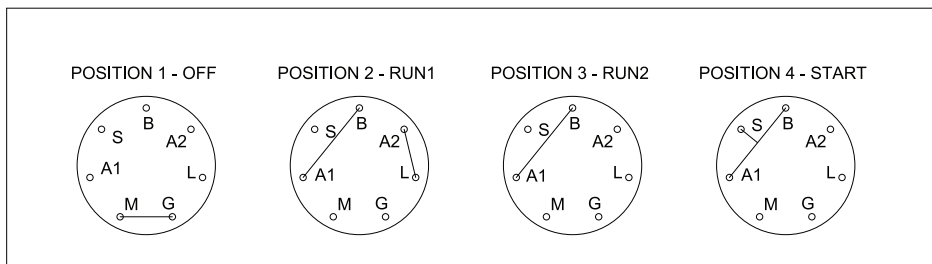 POSITION 1 - OFF POSITION 2 - RUN1 POSITION 3 - RUN2 POSITION 4 - START
B B B B
S S S S
A2 A2 A2 A2
A1 L A1 L A1 L A1 L
M G M G M G M G